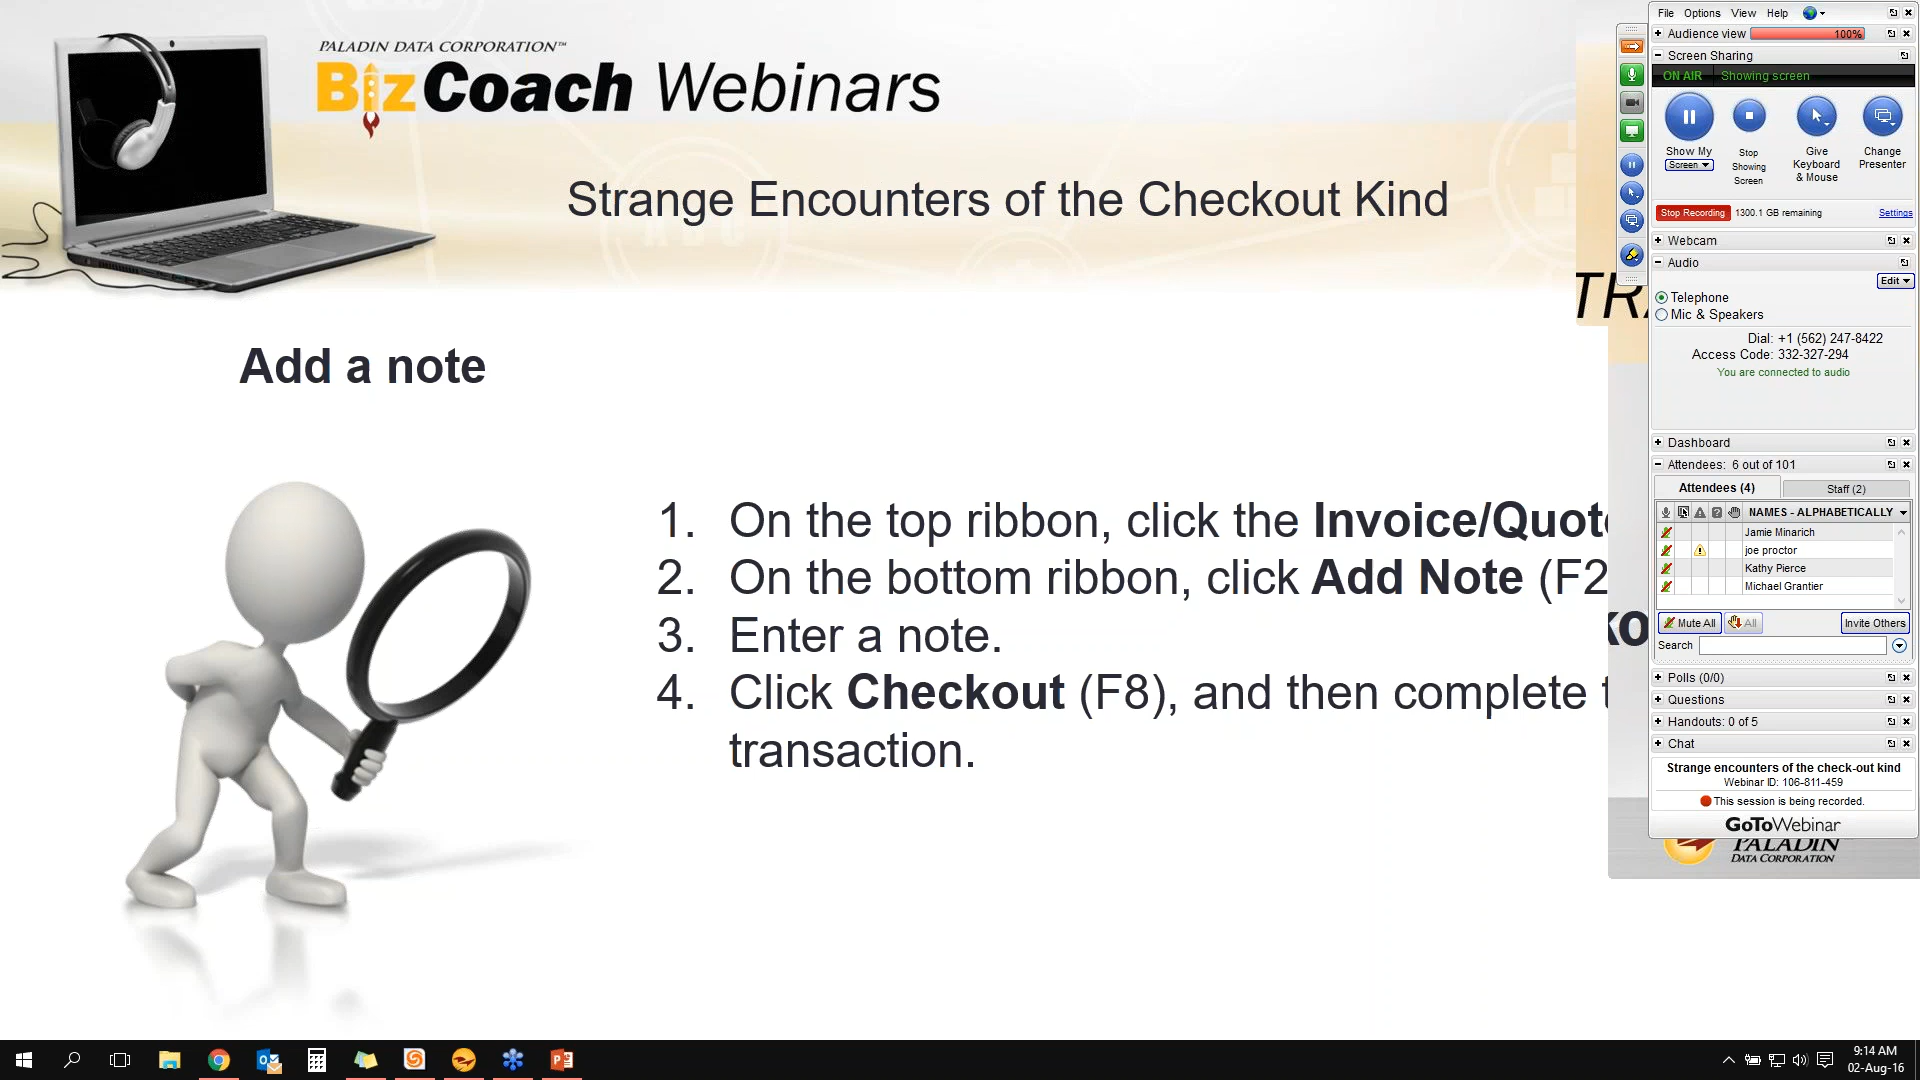 PALADIN DATA CORPORATION™
BizCoach Webinars
Strange Encounters of the Checkout Kind
Add a note
1. On the top ribbon, click the Invoice/Quot
2. On the bottom ribbon, click Add Note (F2
3. Enter a note.
4. Click Checkout (F8), and then complete t
transaction.
TRA
ko
File Options View Help
Audience view 100%
Screen Sharing
ON AIR Showing screen
Show My Screen
Stop Showing Screen
Give Keyboard & Mouse
Change Presenter
Stop Recording 1300.1 GB remaining Settings
Webcam
Audio
Edit
Telephone
Mic & Speakers
Dial: +1 (562) 247-8422
Access Code: 332-327-294
You are connected to audio
Dashboard
Attendees: 6 out of 101
Attendees (4) Staff (2)
NAMES - ALPHABETICALLY
Jamie Minarich
joe proctor
Kathy Pierce
Michael Grantier
Mute All All Invite Others
Search
Polls (0/0)
Questions
Handouts: 0 of 5
Chat
Strange encounters of the check-out kind
Webinar ID: 106-811-459
This session is being recorded.
GoToWebinar
PALADIN
DATA CORPORATION
9:14 AM
02-Aug-16